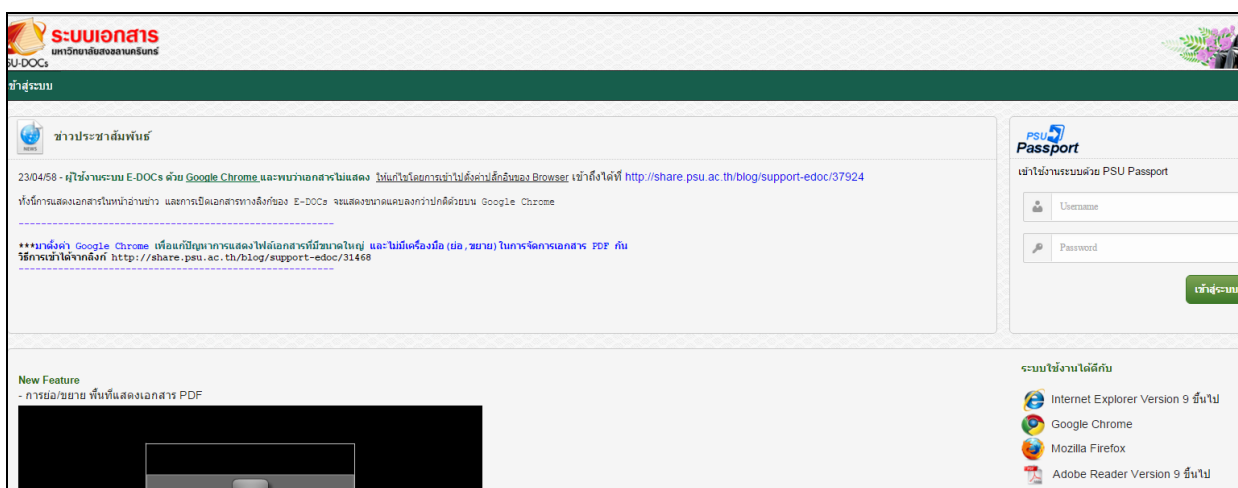 ระบบเอกสาร
มหาวิทยาลัยสงขลานครินทร์
SU-DOCs
ข้าสู่ระบบ
NEWS
ข่าวประชาสัมพันธ์
23/04/58 - ผู้ใช้งานระบบ E-DOCs ด้วย Google Chrome และพบว่าเอกสารไม่แสดง ให้แก้ไขโดยการเข้าไปตั้งค่าปลั๊กอินของ Browser เข้าถึงได้ที่ http://share.psu.ac.th/blog/support-edoc/37924
ทั้งนี้การแสดงเอกสารในหน้าอ่านข่าว และการเปิดเอกสารทางลิงก์ของ E-DOCs จะแสดงขนาดแคบลงกว่าปกติด้วยบน Google Chrome
***มาตั้งค่า Google Chrome เพื่อแก้ปัญหาการแสดงไฟล์เอกสารที่มีขนาดใหญ่ และไม่มีเครื่องมือ (ย่อ,ขยาย) ในการจัดการเอกสาร PDF กัน
วิธีการเข้าได้จากลิงก์ http://share.psu.ac.th/blog/support-edoc/31468
PSU
Passport
เข้าใช้งานระบบด้วย PSU Passport
Username
Password
เข้าสู่ระบบ
New Feature
- การย่อ/ขยาย พื้นที่แสดงเอกสาร PDF
ระบบใช้งานได้ดีกับ
Internet Explorer Version 9 ขึ้นไป
Google Chrome
Mozilla Firefox
Adobe Reader Version 9 ขึ้นไป